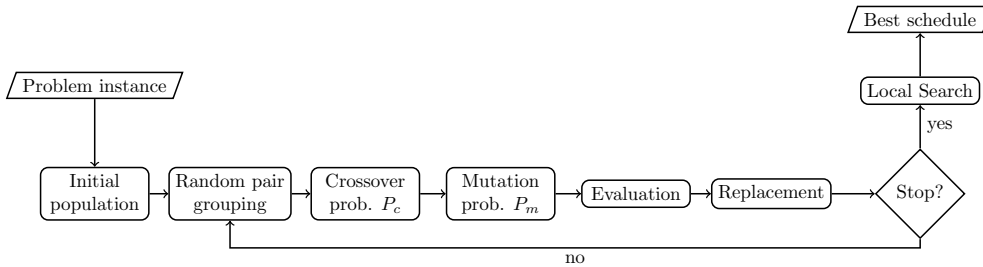 Best schedule
Problem instance
Local Search
yes
Initial
population
Random pair
grouping
Crossover
prob. P_c
Mutation
prob. P_m
Evaluation
Replacement
Stop?
no